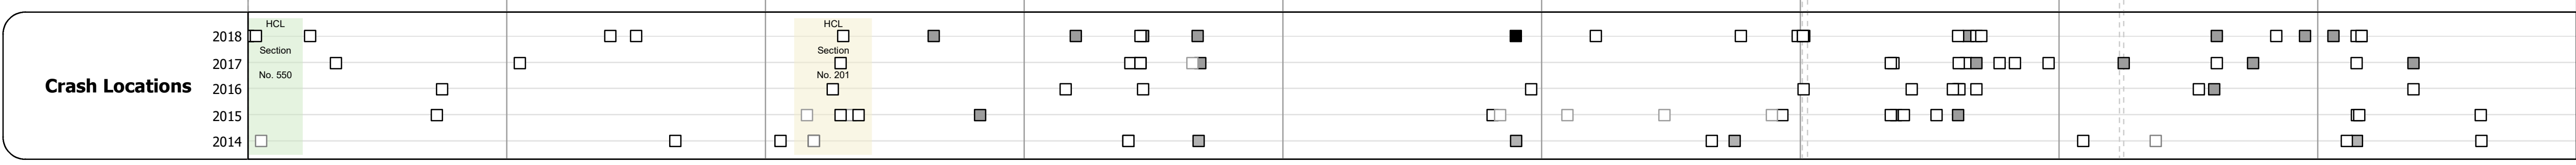 Crash Locations
2018
2017
2016
2015
2014
HCL
Section
No. 550
HCL
Section
No. 201